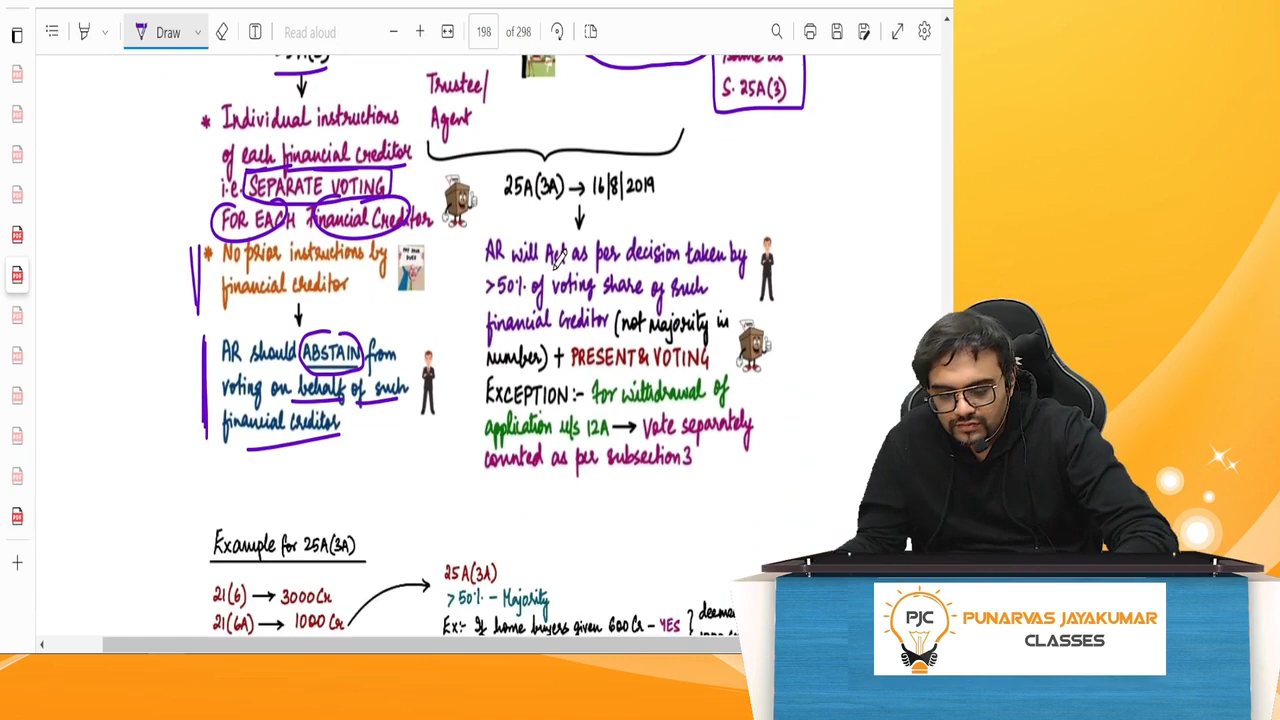 Draw
Read aloud
198 of 298
Trustee/
Agent
Same as
S. 25A(3)
* Individual instructions
of each financial creditor
i.e. SEPARATE VOTING
FOR EACH financial Creditor
* No prior instructions by
financial creditor
AR should ABSTAIN from
voting on behalf of such
financial creditor
25A(3A) → 16/8/2019
AR will Act as per decision taken by
>50% of voting share of such
financial creditor (not majority in
number) + PRESENT & VOTING
EXCEPTION:- for withdrawal of
application u/s 12A → Vote separately
counted as per subsection 3
Example for 25A(3A)
21(6) → 3000 Cr
21(6A) → 1000 Cr
25A(3A)
>50% - Majority
Ex:- If home buyers given 600 Cr - YES
PJC
PUNARVAS JAYAKUMAR
CLASSES